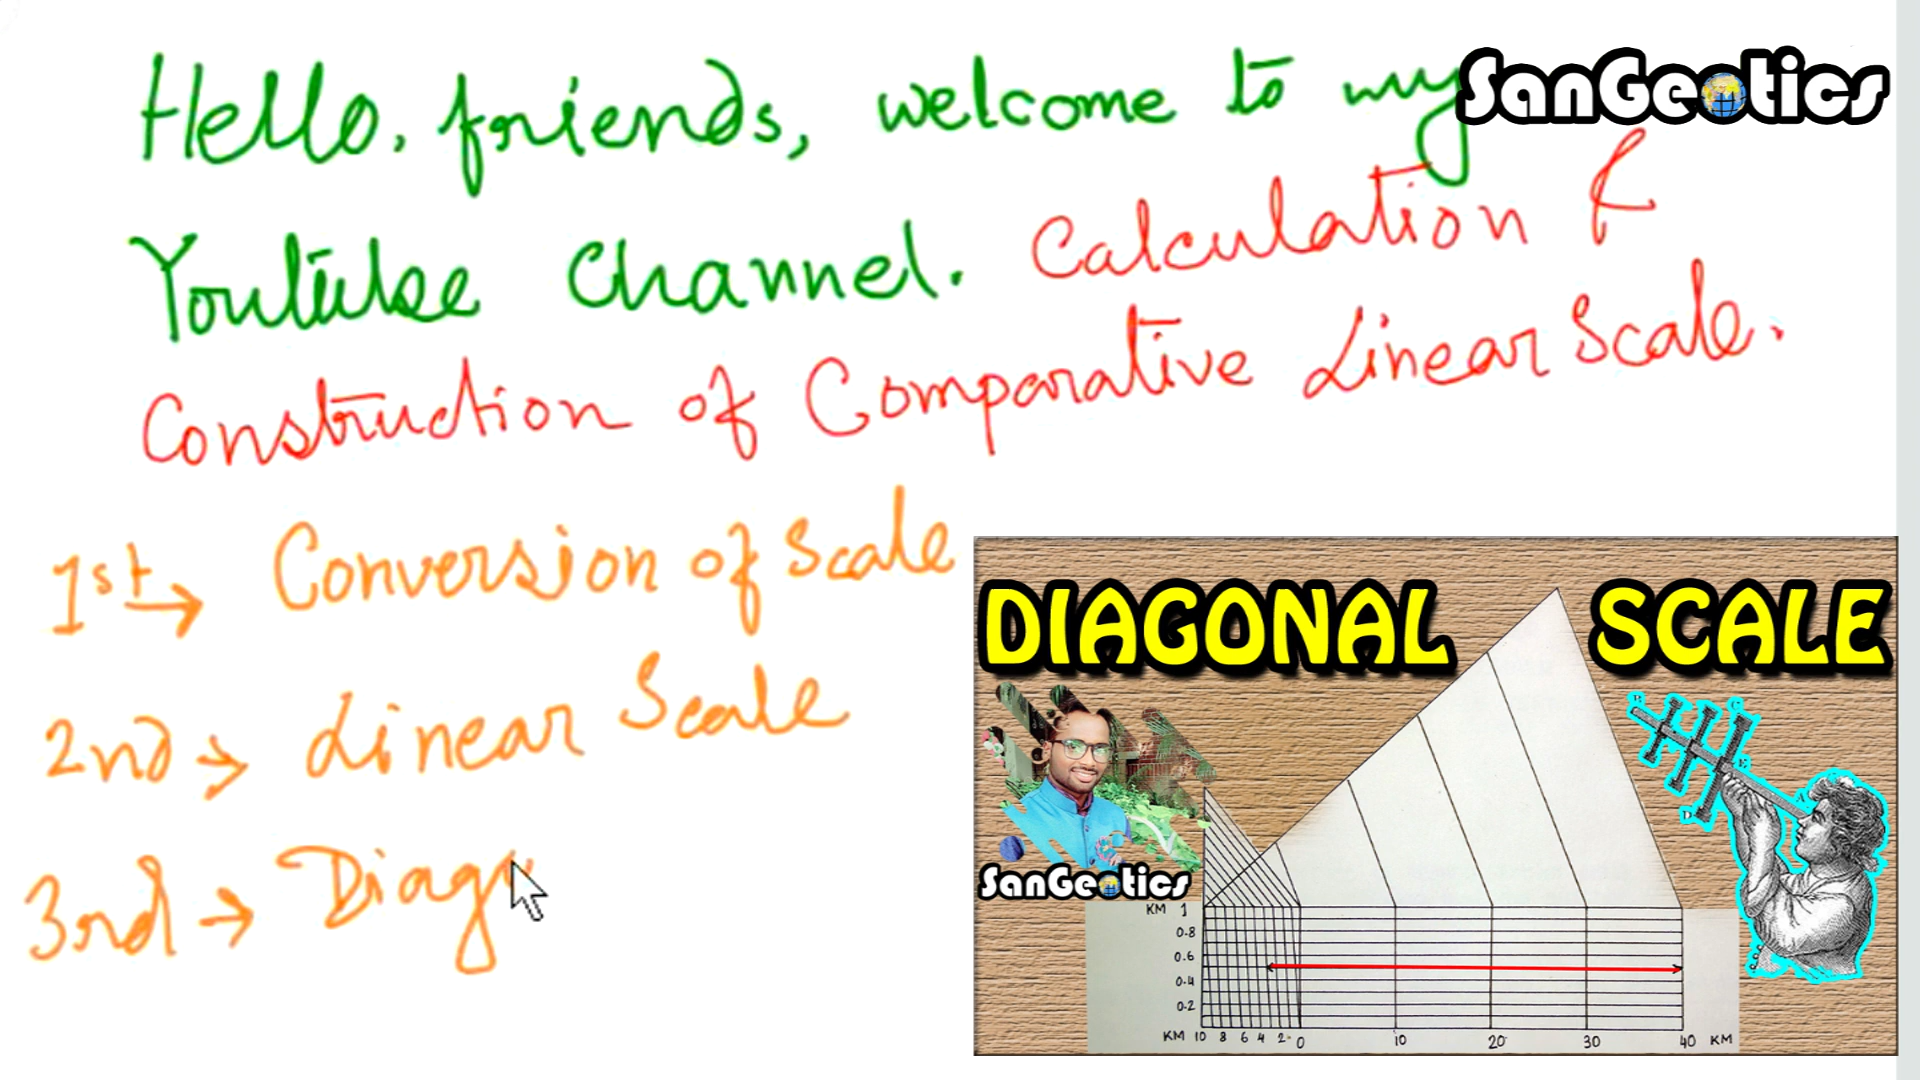 Hello, friends, welcome to my
SanGeotics
Youtube Channel. Calculation &
Construction of Comparative Linear Scale.
1st → Conversion of Scale
2nd → Linear Scale
3rd → Diag
DIAGONAL SCALE
SanGeotics
KM 1
0.8
0.6
0.4
0.2
KM 10 8 6 4 2 0 10 20 30 40 KM